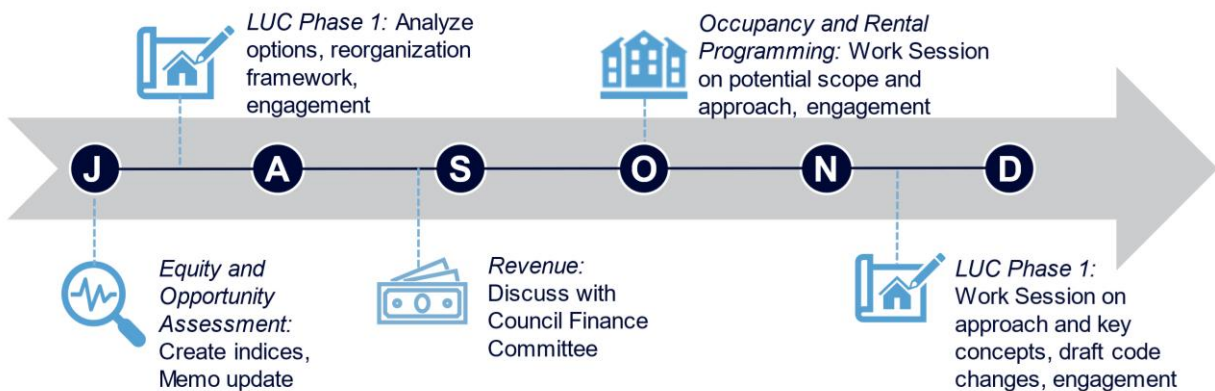 LUC Phase 1: Analyze
options, reorganization
framework,
engagement
Occupancy and Rental
Programming: Work Session
on potential scope and
approach, engagement
J A S O N D
Equity and
Opportunity
Assessment:
Create indices,
Memo update
Revenue:
Discuss with
Council Finance
Committee
LUC Phase 1:
Work Session on
approach and key
concepts, draft code
changes, engagement